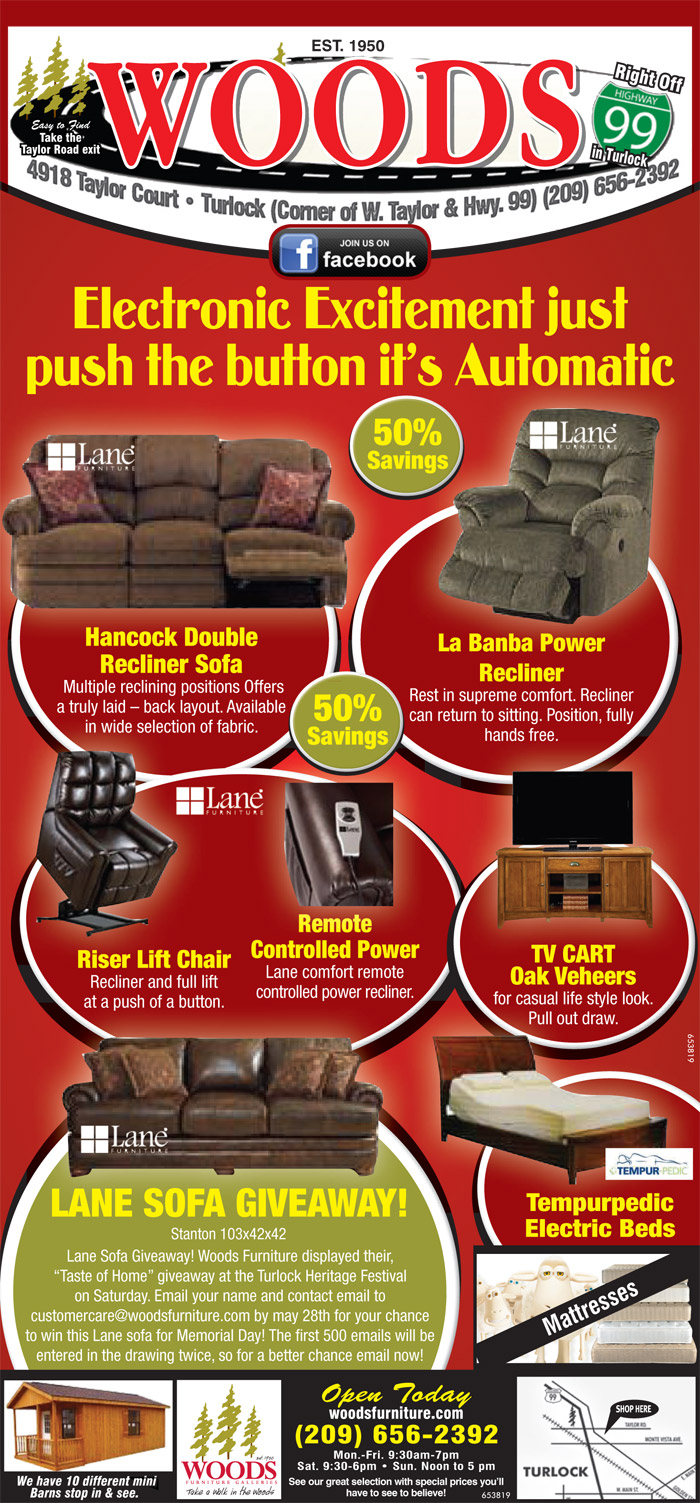 EST. 1950
WOODS
Easy to Find
Take the
Taylor Road exit
Right Off
HIGHWAY
99
in Turlock
4918 Taylor Court • Turlock (Corner of W. Taylor & Hwy. 99) (209) 656-2392
JOIN US ON
facebook
Electronic Excitement just
push the button it's Automatic
50%
Savings
Lane
FURNITURE
Lane
FURNITURE
Hancock Double
Recliner Sofa
Multiple reclining positions Offers
a truly laid – back layout. Available
in wide selection of fabric.
La Banba Power
Recliner
Rest in supreme comfort. Recliner
can return to sitting. Position, fully
hands free.
50%
Savings
Lane
FURNITURE
Lane
Riser Lift Chair
Recliner and full lift
at a push of a button.
Remote
Controlled Power
Lane comfort remote
controlled power recliner.
TV CART
Oak Veheers
for casual life style look.
Pull out draw.
653819
Lane
FURNITURE
LANE SOFA GIVEAWAY!
Stanton 103x42x42
Lane Sofa Giveaway! Woods Furniture displayed their,
“Taste of Home” giveaway at the Turlock Heritage Festival
on Saturday. Email your name and contact email to
customercare@woodsfurniture.com by may 28th for your chance
to win this Lane sofa for Memorial Day! The first 500 emails will be
entered in the drawing twice, so for a better chance email now!
TEMPUR-PEDIC
Tempurpedic
Electric Beds
Mattresses
We have 10 different mini
Barns stop in & see.
est. 1950
WOODS
FURNITURE GALLERIES
Take a Walk in the Woods
Open Today
woodsfurniture.com
(209) 656-2392
Mon.-Fri. 9:30am-7pm
Sat. 9:30-6pm • Sun. Noon to 5 pm
See our great selection with special prices you'll
have to see to believe!
653819
99
SHOP HERE
TAYLOR RD.
MONTE VISTA AVE.
TURLOCK
W. MAIN ST.